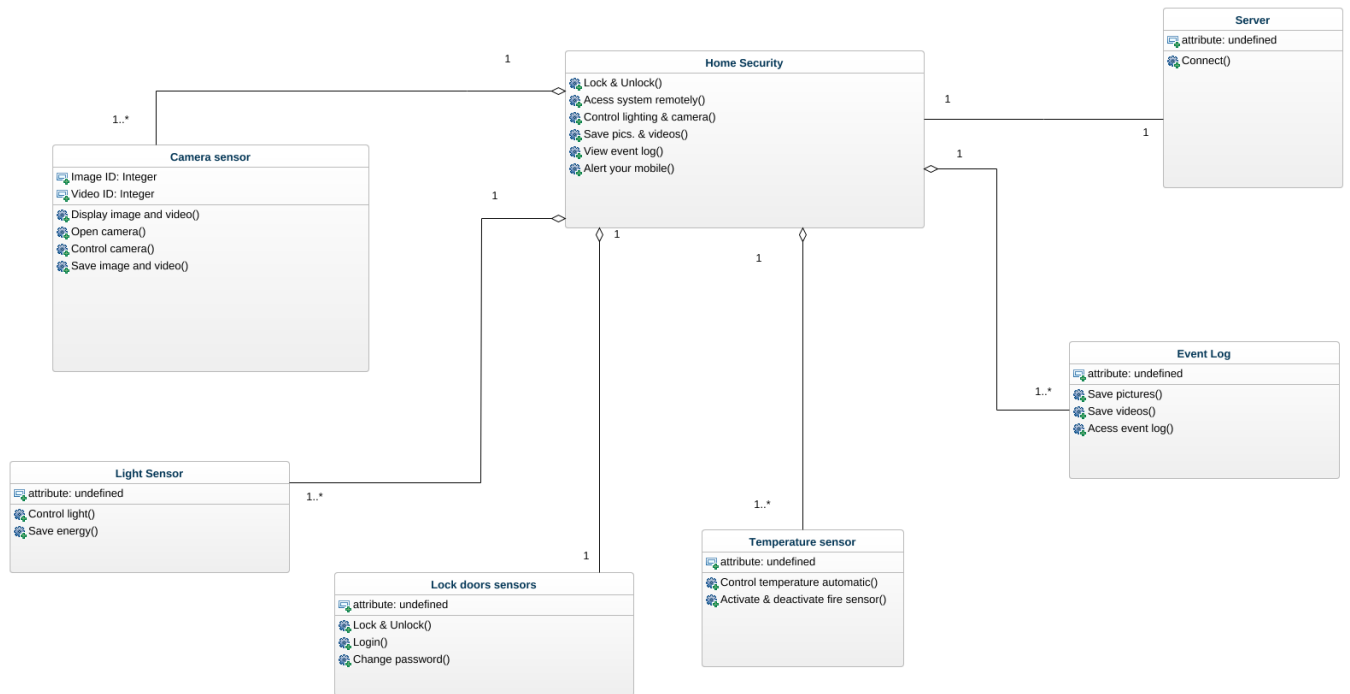 Server
attribute: undefined
Connect()
Home Security
Lock & Unlock()
Acess system remotely()
Control lighting & camera()
Save pics. & videos()
View event log()
Alert your mobile()
1
1..*
1
1
1
Camera sensor
Image ID: Integer
Video ID: Integer
Display image and video()
Open camera()
Control camera()
Save image and video()
1
1
1
Event Log
attribute: undefined
Save pictures()
Save videos()
Acess event log()
1..*
Light Sensor
attribute: undefined
Control light()
Save energy()
1..*
1..*
1
Temperature sensor
attribute: undefined
Control temperature automatic()
Activate & deactivate fire sensor()
Lock doors sensors
attribute: undefined
Lock & Unlock()
Login()
Change password()